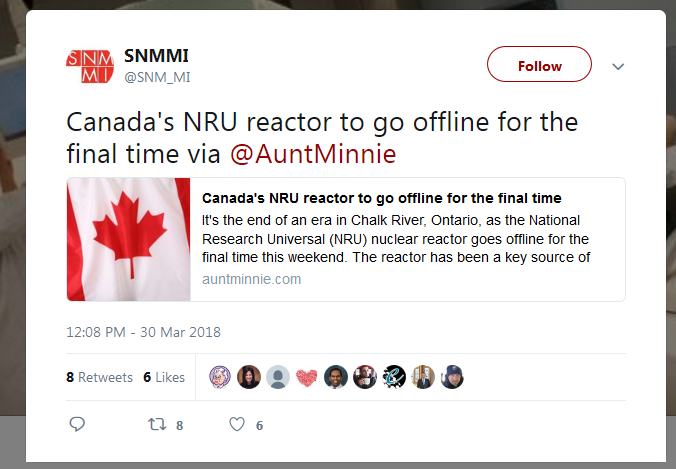 SNM
MI
SNMMI
@SNM_MI
Follow
Canada's NRU reactor to go offline for the
final time via @AuntMinnie
Canada's NRU reactor to go offline for the final time
It's the end of an era in Chalk River, Ontario, as the National
Research Universal (NRU) nuclear reactor goes offline for the
final time this weekend. The reactor has been a key source of
auntminnie.com
12:08 PM - 30 Mar 2018
8 Retweets 6 Likes
8 6